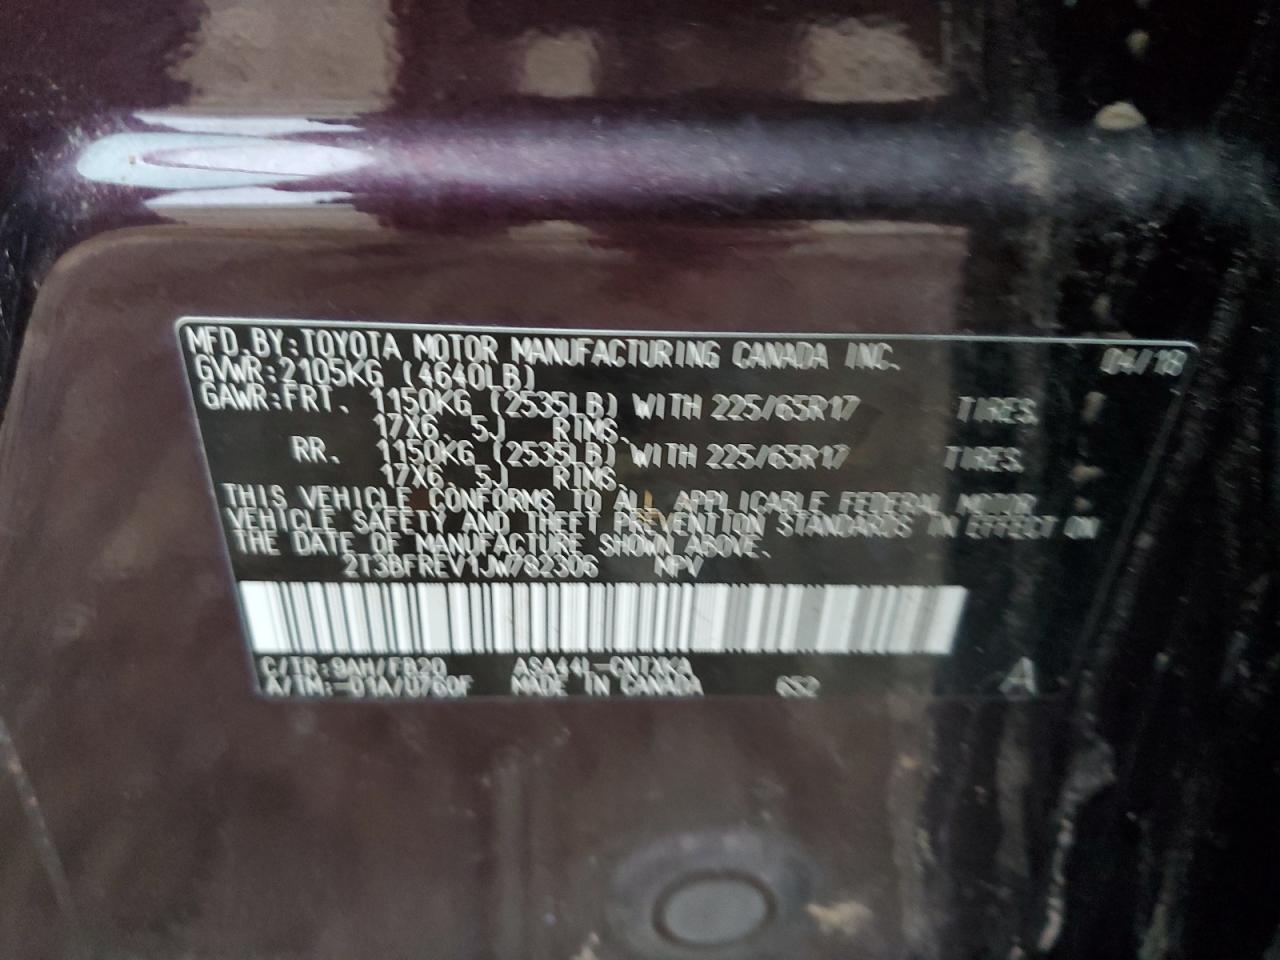 MFD.BY:TOYOTA MOTOR MANUFACTURING CANADA INC. 04/18
GVWR:2105KG (4640LB)
GAWR:FRT. 1150KG (2535LB) WITH 225/65R17 TIRES,
17X6.5J RIMS,
RR. 1150KG (2535LB) WITH 225/65R17 TIRES,
17X6.5J RIMS,
THIS VEHICLE CONFORMS TO ALL APPLICABLE FEDERAL MOTOR
VEHICLE SAFETY AND THEFT PREVENTION STANDARDS IN EFFECT ON
THE DATE OF MANUFACTURE SHOWN ABOVE.
2T3BFREV1JW782306 MPV
C/TR:9AH/FB20 ASA44L-CNTXKA
A/TM:-01A/U760F MADE IN CANADA 652 A